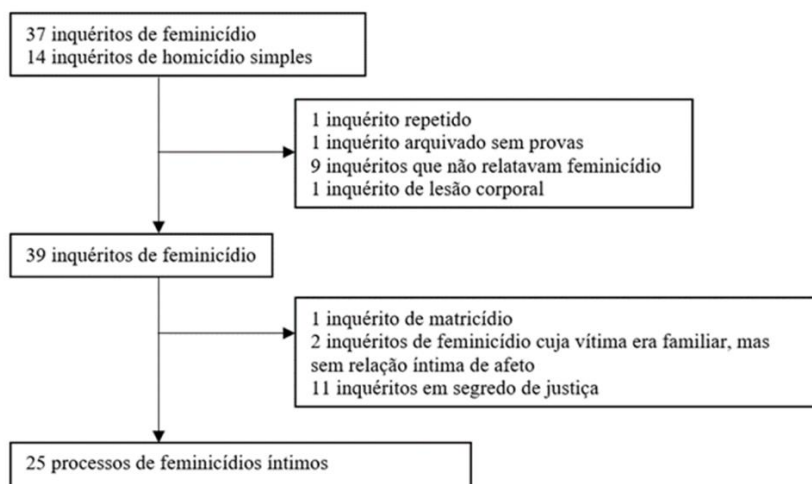 37 inquéritos de feminicídio
14 inquéritos de homicídio simples
1 inquérito repetido
1 inquérito arquivado sem provas
9 inquéritos que não relatavam feminicídio
1 inquérito de lesão corporal
39 inquéritos de feminicídio
1 inquérito de matricídio
2 inquéritos de feminicídio cuja vítima era familiar, mas
sem relação íntima de afeto
11 inquéritos em segredo de justiça
25 processos de feminicídios íntimos